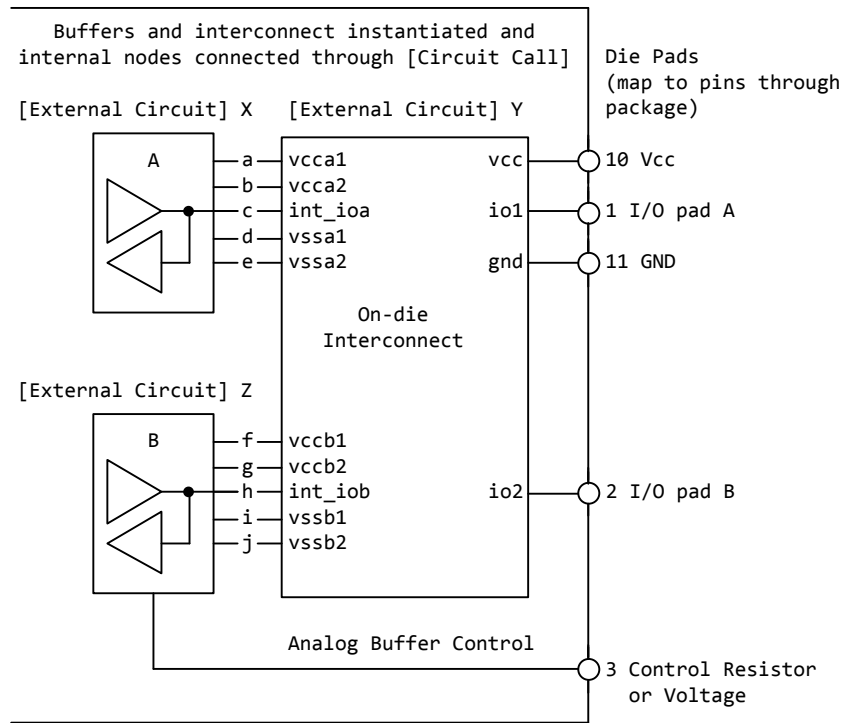 Buffers and interconnect instantiated and
internal nodes connected through [Circuit Call]
Die Pads
(map to pins through
package)
[External Circuit] X
[External Circuit] Y
A
a
vcca1
vcc
10 Vcc
b
vcca2
c
int_ioa
io1
1 I/O pad A
d
vssa1
e
vssa2
gnd
11 GND
On-die
Interconnect
[External Circuit] Z
B
f
vccb1
g
vccb2
h
int_iob
io2
2 I/O pad B
i
vssb1
j
vssb2
Analog Buffer Control
3 Control Resistor
or Voltage